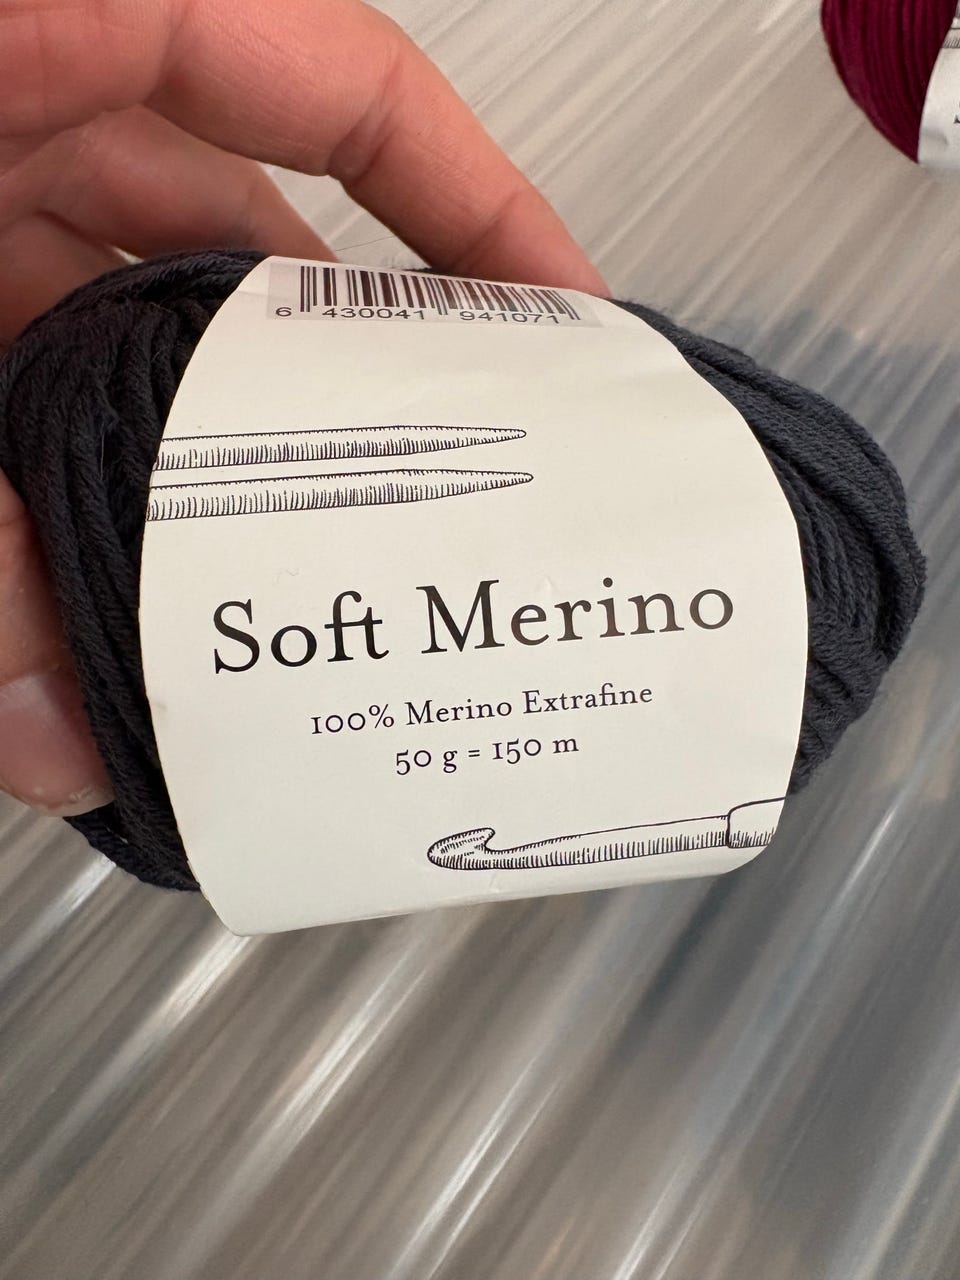 6 430041 941071
Soft Merino
100% Merino Extrafine
50 g = 150 m